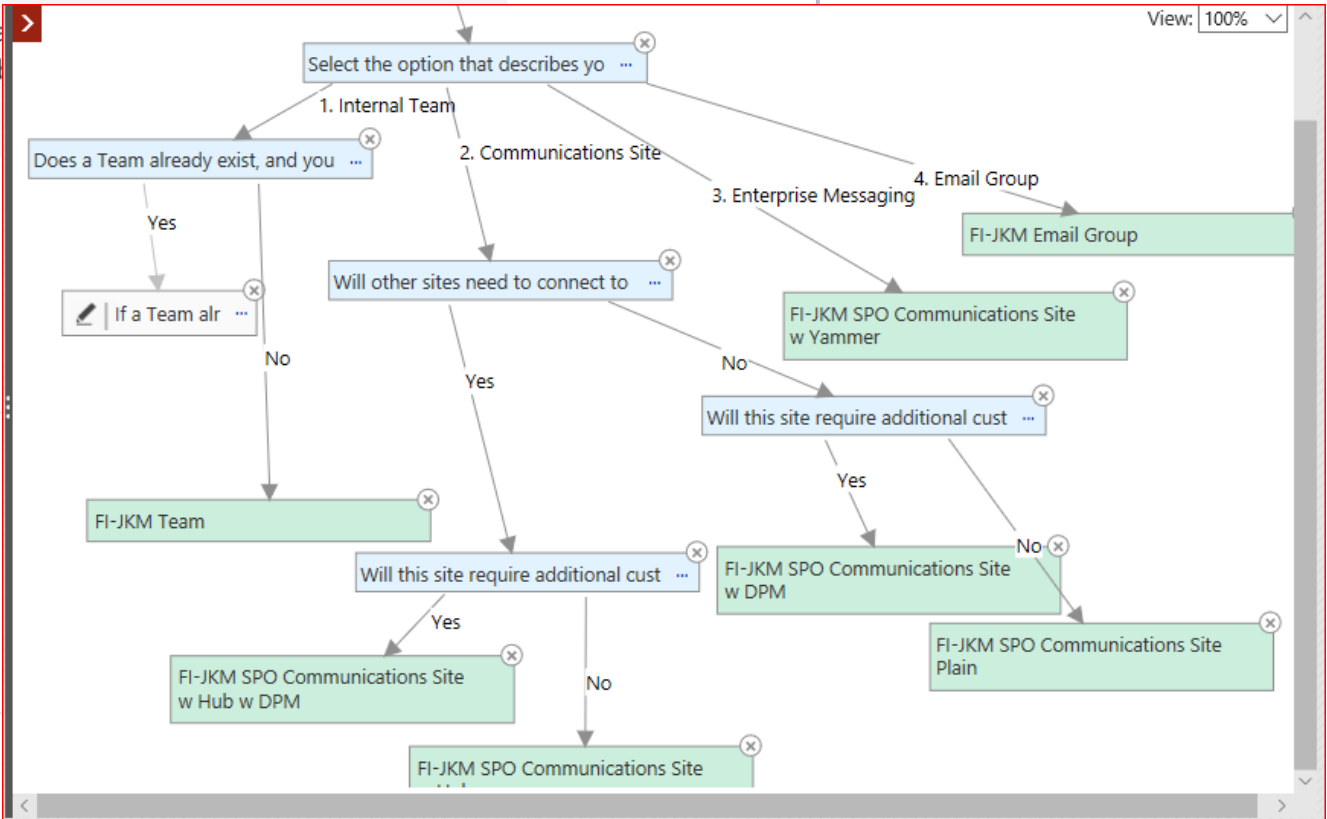 View: 100%
Select the option that describes yo ...
1. Internal Team
Does a Team already exist, and you ...
2. Communications Site
4. Email Group
3. Enterprise Messaging
Yes
FI-JKM Email Group
Will other sites need to connect to ...
If a Team alr ...
FI-JKM SPO Communications Site
w Yammer
No
No
Yes
Will this site require additional cust ...
Yes
FI-JKM Team
No
Will this site require additional cust ...
FI-JKM SPO Communications Site
w DPM
Yes
FI-JKM SPO Communications Site
Plain
FI-JKM SPO Communications Site
w Hub w DPM
No
FI-JKM SPO Communications Site